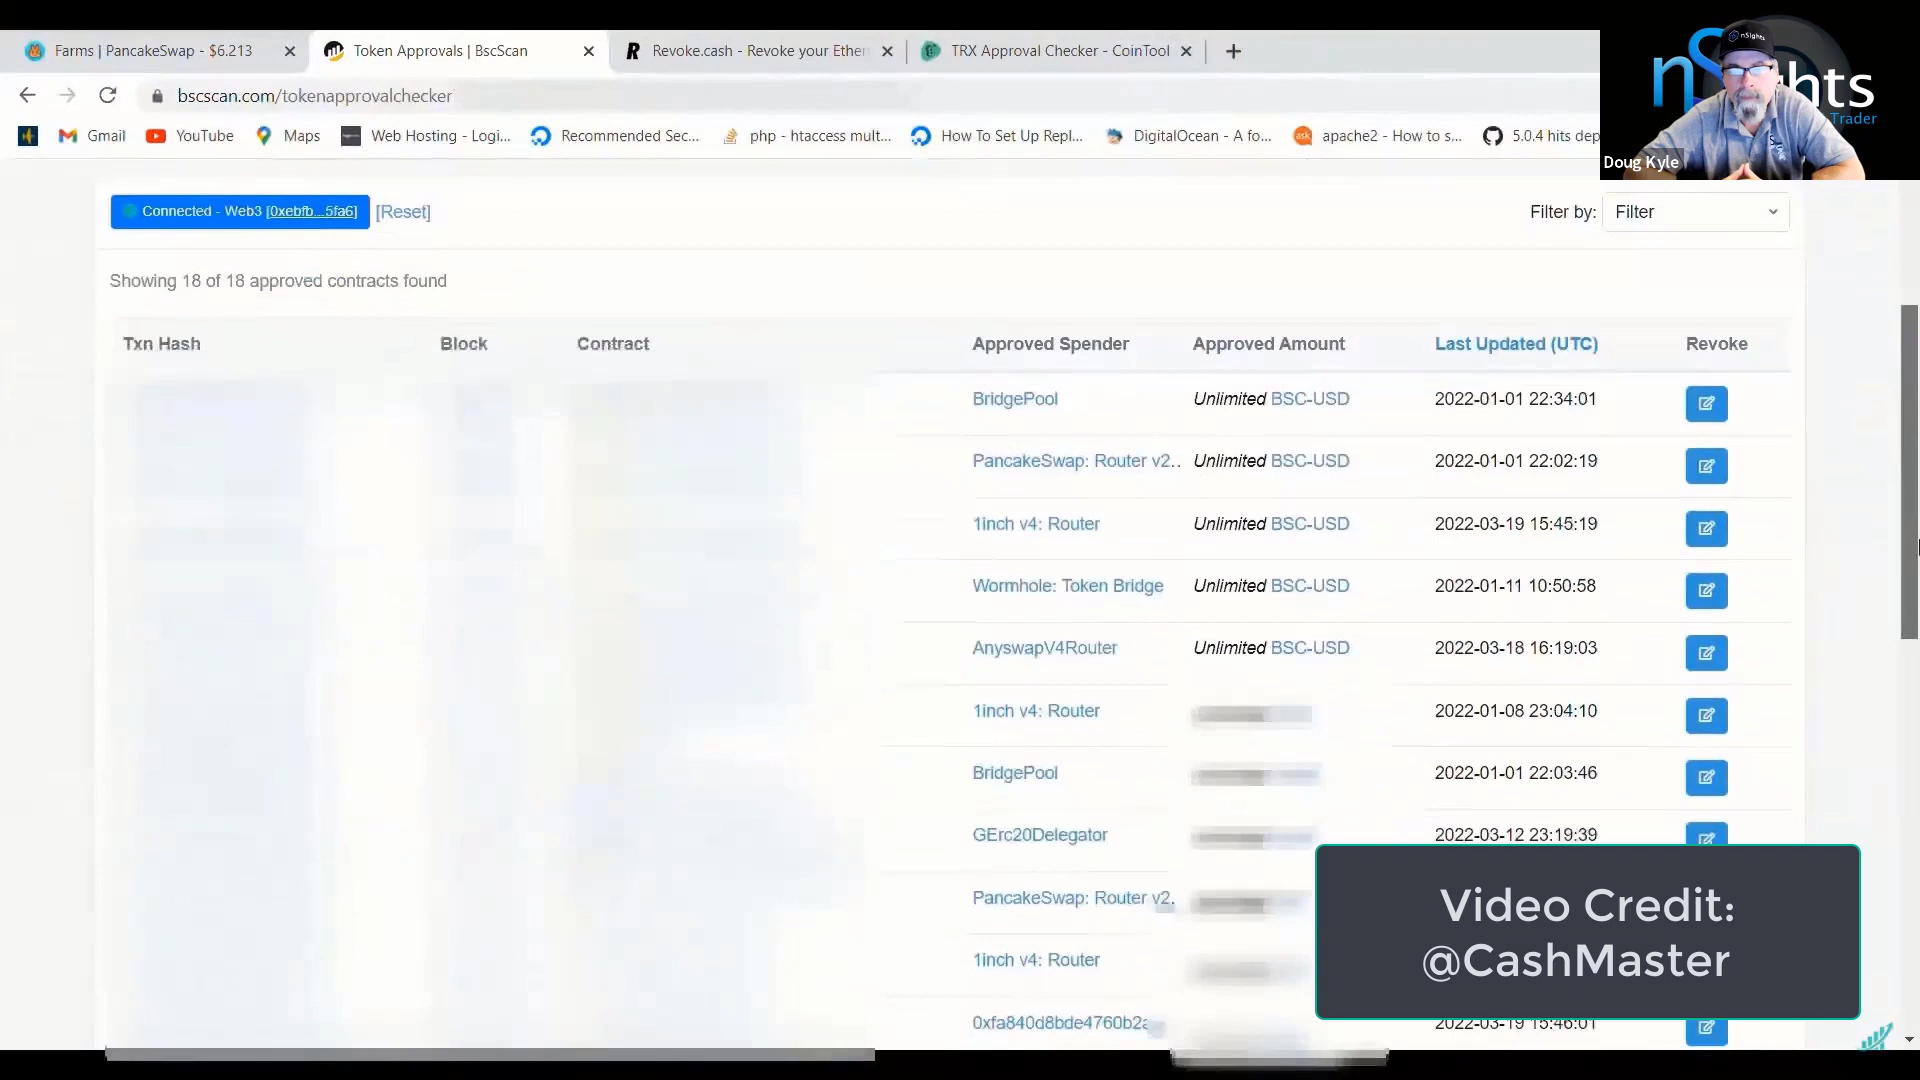 Farms | PancakeSwap - $6.213
Token Approvals | BscScan
Revoke.cash - Revoke your Ether
TRX Approval Checker - CoinTool
bscscan.com/tokenapprovalchecker
Gmail
YouTube
Maps
Web Hosting - Logi...
Recommended Sec...
php - htaccess mult...
How To Set Up Repl...
DigitalOcean - A fo...
apache2 - How to s...
5.0.4 hits dep
nSights
Trader
Doug Kyle
Connected - Web3 [0xebfb...5fa6] [Reset]
Filter by: Filter
Showing 18 of 18 approved contracts found
Txn Hash Block Contract Approved Spender Approved Amount Last Updated (UTC) Revoke
BridgePool Unlimited BSC-USD 2022-01-01 22:34:01
PancakeSwap: Router v2.. Unlimited BSC-USD 2022-01-01 22:02:19
1inch v4: Router Unlimited BSC-USD 2022-03-19 15:45:19
Wormhole: Token Bridge Unlimited BSC-USD 2022-01-11 10:50:58
AnyswapV4Router Unlimited BSC-USD 2022-03-18 16:19:03
1inch v4: Router 2022-01-08 23:04:10
BridgePool 2022-01-01 22:03:46
GErc20Delegator 2022-03-12 23:19:39
PancakeSwap: Router v2.
1inch v4: Router
0xfa840d8bde4760b2a 2022-03-19 15:46:01
Video Credit:
@CashMaster